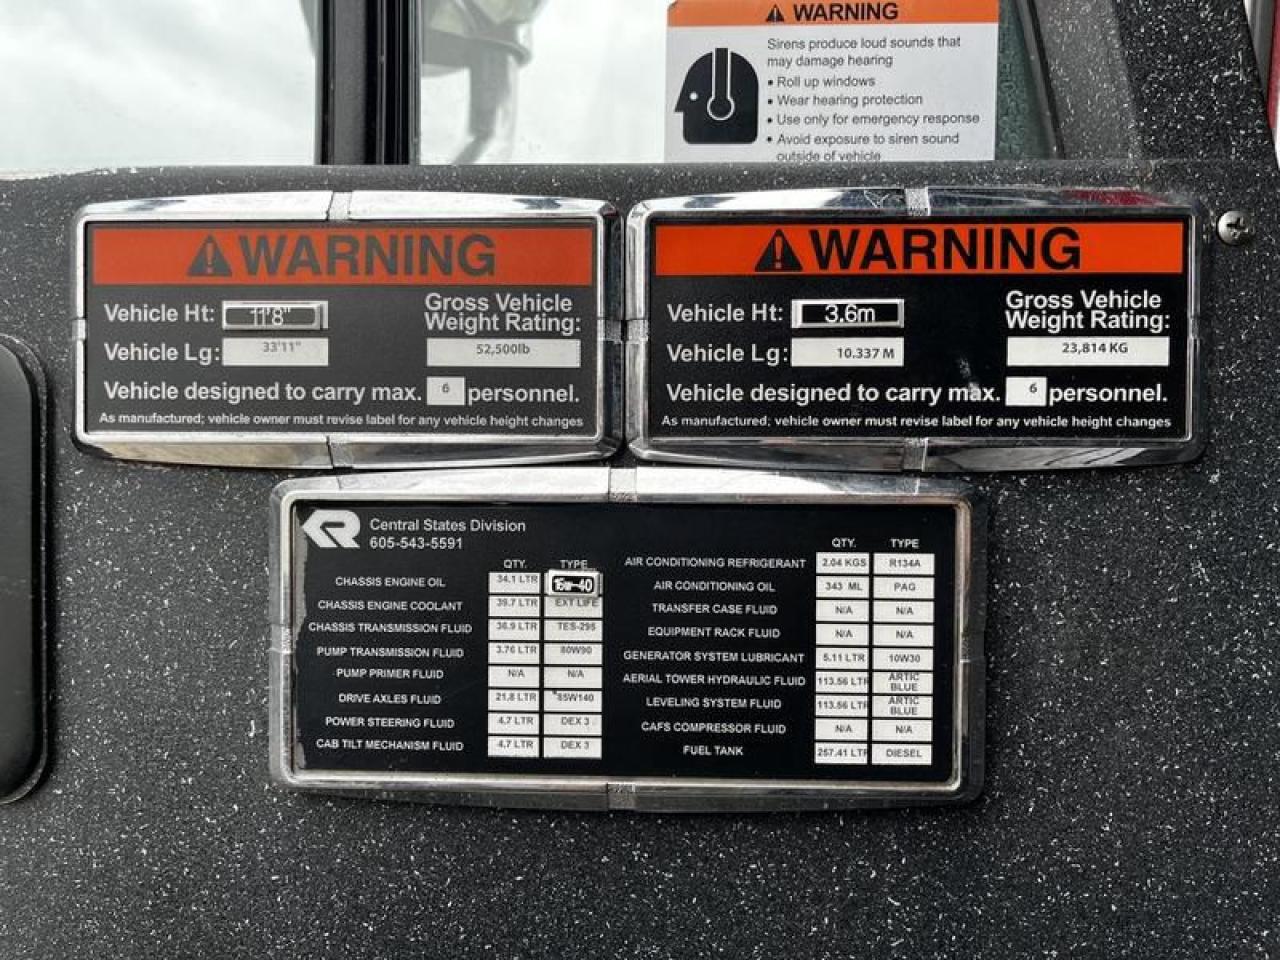 WARNING
Sirens produce loud sounds that
may damage hearing
• Roll up windows
• Wear hearing protection
• Use only for emergency response
• Avoid exposure to siren sound
outside of vehicle
WARNING
Vehicle Ht: 11'8"
Gross Vehicle
Weight Rating:
Vehicle Lg: 33'11"
52,500lb
Vehicle designed to carry max. 6 personnel.
As manufactured; vehicle owner must revise label for any vehicle height changes
WARNING
Vehicle Ht: 3.6m
Gross Vehicle
Weight Rating:
Vehicle Lg: 10.337 M
23,814 KG
Vehicle designed to carry max. 6 personnel.
As manufactured; vehicle owner must revise label for any vehicle height changes
R Central States Division
605-543-5591
QTY. TYPE
CHASSIS ENGINE OIL 34.1 LTR 15w-40
CHASSIS ENGINE COOLANT 39.7 LTR EXT LIFE
CHASSIS TRANSMISSION FLUID 36.9 LTR TES-295
PUMP TRANSMISSION FLUID 3.76 LTR 80W90
PUMP PRIMER FLUID N/A N/A
DRIVE AXLES FLUID 21.8 LTR *85W140
POWER STEERING FLUID 4.7 LTR DEX 3
CAB TILT MECHANISM FLUID 4.7 LTR DEX 3
QTY. TYPE
AIR CONDITIONING REFRIGERANT 2.04 KGS R134A
AIR CONDITIONING OIL 343 ML PAG
TRANSFER CASE FLUID N/A N/A
EQUIPMENT RACK FLUID N/A N/A
GENERATOR SYSTEM LUBRICANT 5.11 LTR 10W30
AERIAL TOWER HYDRAULIC FLUID 113.56 LTR ARTIC BLUE
LEVELING SYSTEM FLUID 113.56 LTR ARTIC BLUE
CAFS COMPRESSOR FLUID N/A N/A
FUEL TANK 257.41 LTR DIESEL